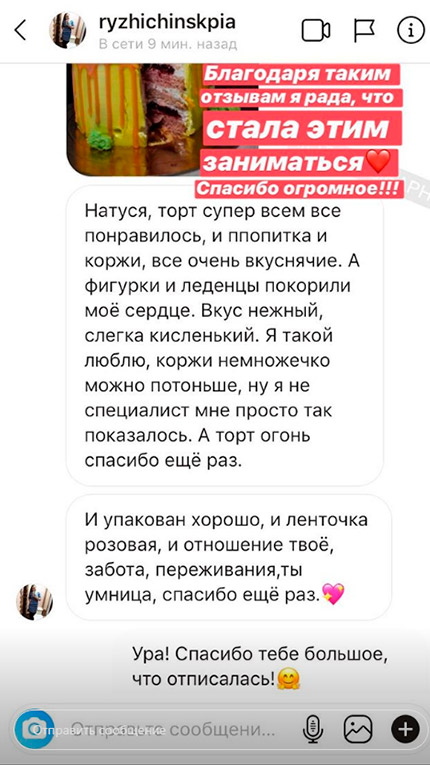 ryzhichinskpia
В сети 9 мин. назад
Благодаря таким
отзывам я рада, что
стала этим
заниматься❤️
Спасибо огромное!!!
PH
Натуся, торт супер всем все
понравилось, и ппопитка и
коржи, все очень вкуснячие. А
фигурки и леденцы покорили
моё сердце. Вкус нежный,
слегка кисленький. Я такой
люблю, коржи немножечко
можно потоньше, ну я не
специалист мне просто так
показалось. А торт огонь
спасибо ещё раз.
И упакован хорошо, и ленточка
розовая, и отношение твоё,
забота, переживания,ты
умница, спасибо ещё раз.💖
Ура! Спасибо тебе большое,
что отписалась!🤗
Отправить сообщение
Отправьте сообщени...